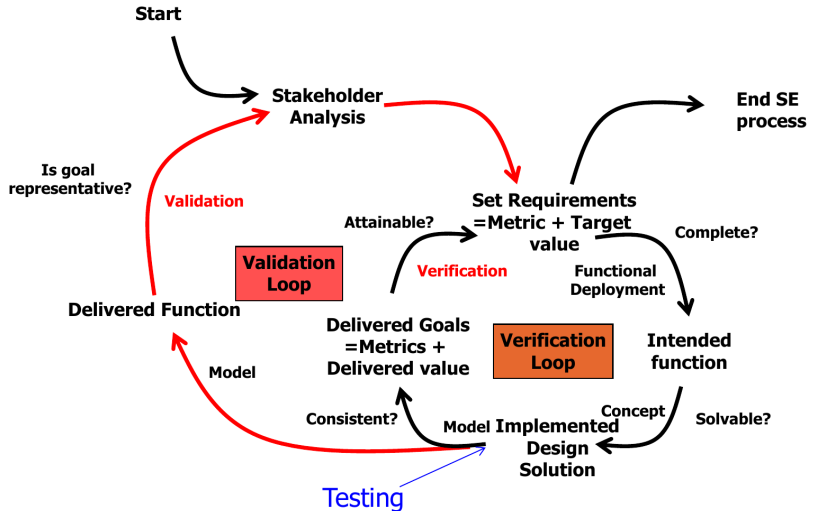 Start
Stakeholder
Analysis
End SE
process
Is goal
representative?
Validation
Set Requirements
=Metric + Target
value
Attainable?
Complete?
Verification
Validation
Loop
Functional
Deployment
Delivered Function
Delivered Goals
=Metrics +
Delivered value
Verification
Loop
Intended
function
Model
Consistent?
Model
Implemented
Design
Solution
Concept
Solvable?
Testing